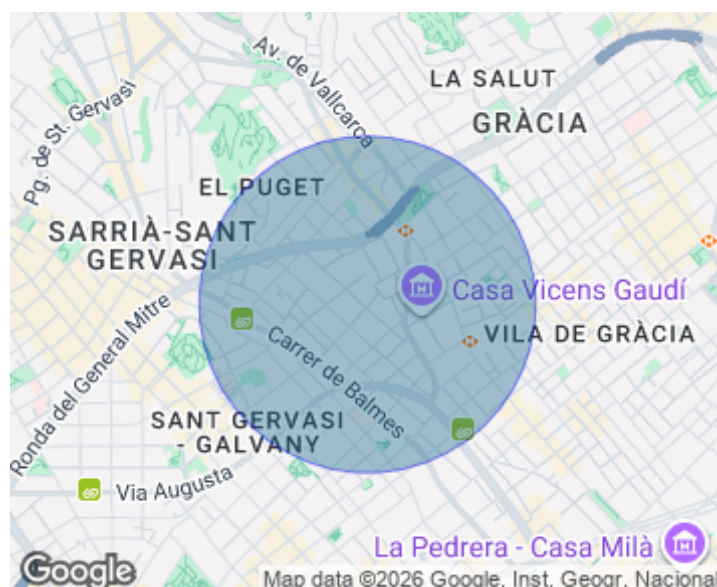 Av. de Vallcarca
LA SALUT
GRÀCIA
Pg. de St. Gervasi
EL PUGET
SARRIÀ-SANT
GERVASI
Casa Vicens Gaudí
VILA DE GRÀCIA
Ronda del General Mitre
Carrer de Balmes
SANT GERVASI
- GALVANY
Via Augusta
La Pedrera - Casa Milà
Google
Map data ©2026 Google, Inst. Geogr. Nacional